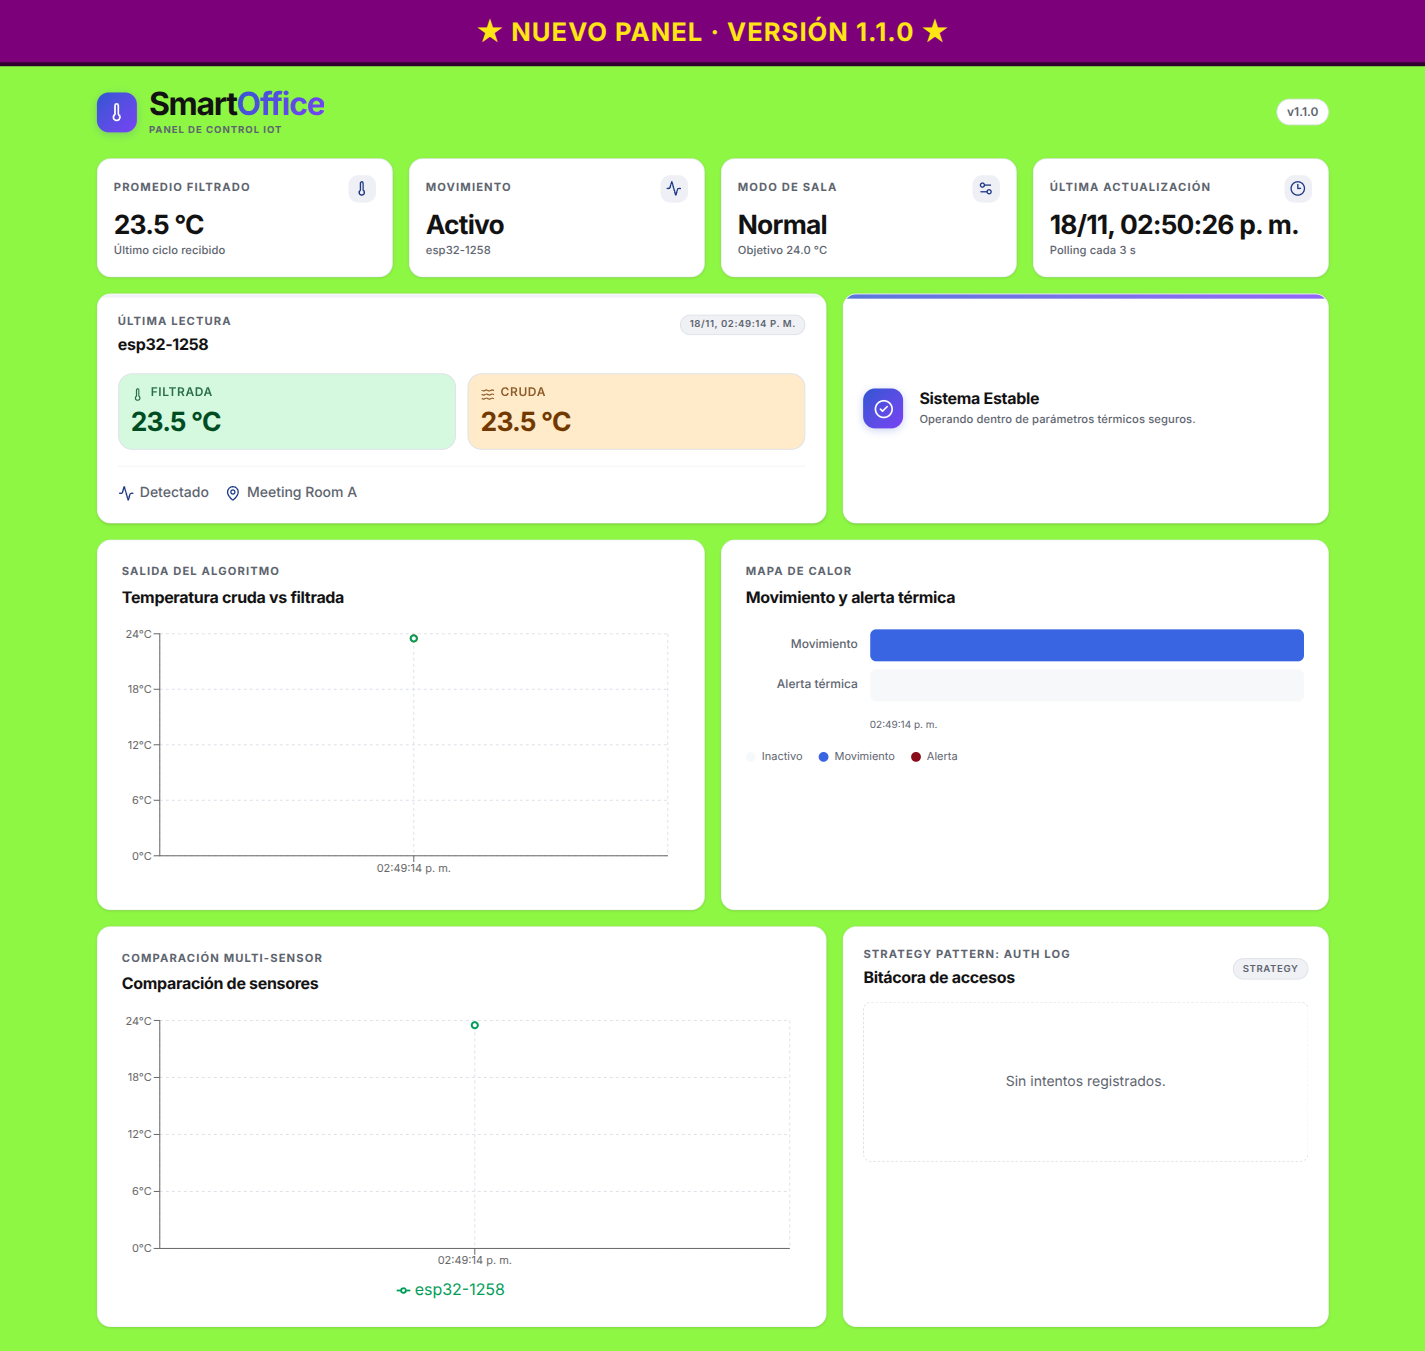 ★ NUEVO PANEL · VERSIÓN 1.1.0 ★
SmartOffice
PANEL DE CONTROL IOT
v1.1.0
PROMEDIO FILTRADO
23.5 °C
Último ciclo recibido
MOVIMIENTO
Activo
esp32-1258
MODO DE SALA
Normal
Objetivo 24.0 °C
ÚLTIMA ACTUALIZACIÓN
18/11, 02:50:26 p. m.
Polling cada 3 s
ÚLTIMA LECTURA
18/11, 02:49:14 P. M.
esp32-1258
FILTRADA
23.5 °C
CRUDA
23.5 °C
Detectado
Meeting Room A
Sistema Estable
Operando dentro de parámetros térmicos seguros.
SALIDA DEL ALGORITMO
Temperatura cruda vs filtrada
24°C
18°C
12°C
6°C
0°C
02:49:14 p. m.
MAPA DE CALOR
Movimiento y alerta térmica
Movimiento
Alerta térmica
02:49:14 p. m.
Inactivo
Movimiento
Alerta
COMPARACIÓN MULTI-SENSOR
Comparación de sensores
24°C
18°C
12°C
6°C
0°C
02:49:14 p. m.
esp32-1258
STRATEGY PATTERN: AUTH LOG
Bitácora de accesos
STRATEGY
Sin intentos registrados.